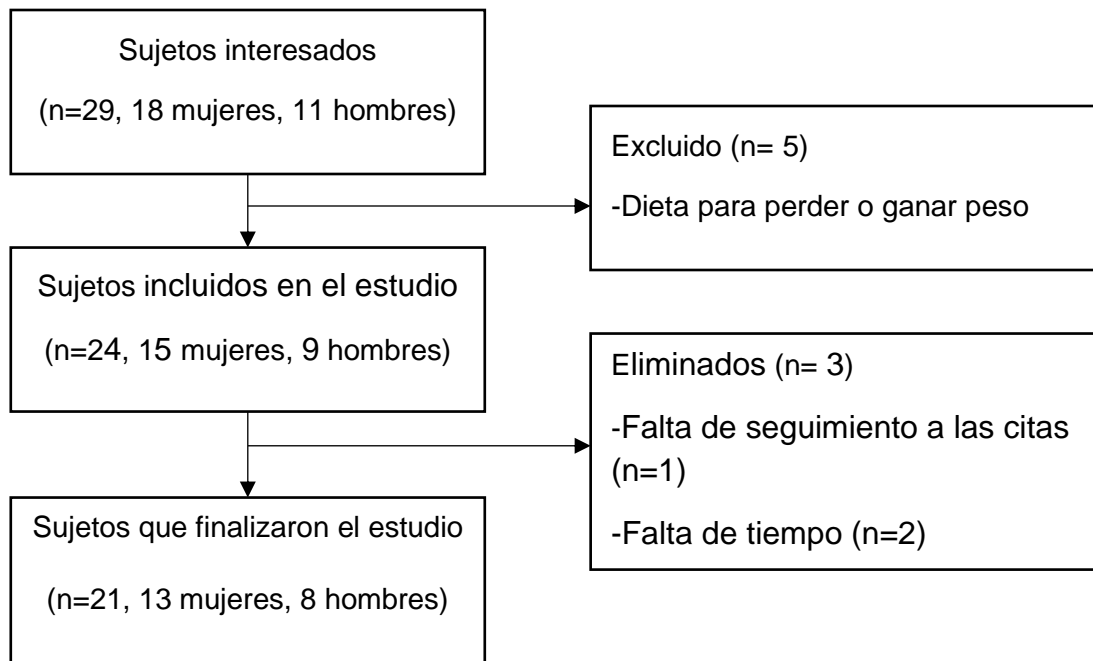 Sujetos interesados
(n=29, 18 mujeres, 11 hombres)
Excluido (n= 5)
-Dieta para perder o ganar peso
Sujetos incluidos en el estudio
(n=24, 15 mujeres, 9 hombres)
Eliminados (n= 3)
-Falta de seguimiento a las citas
(n=1)
-Falta de tiempo (n=2)
Sujetos que finalizaron el estudio
(n=21, 13 mujeres, 8 hombres)